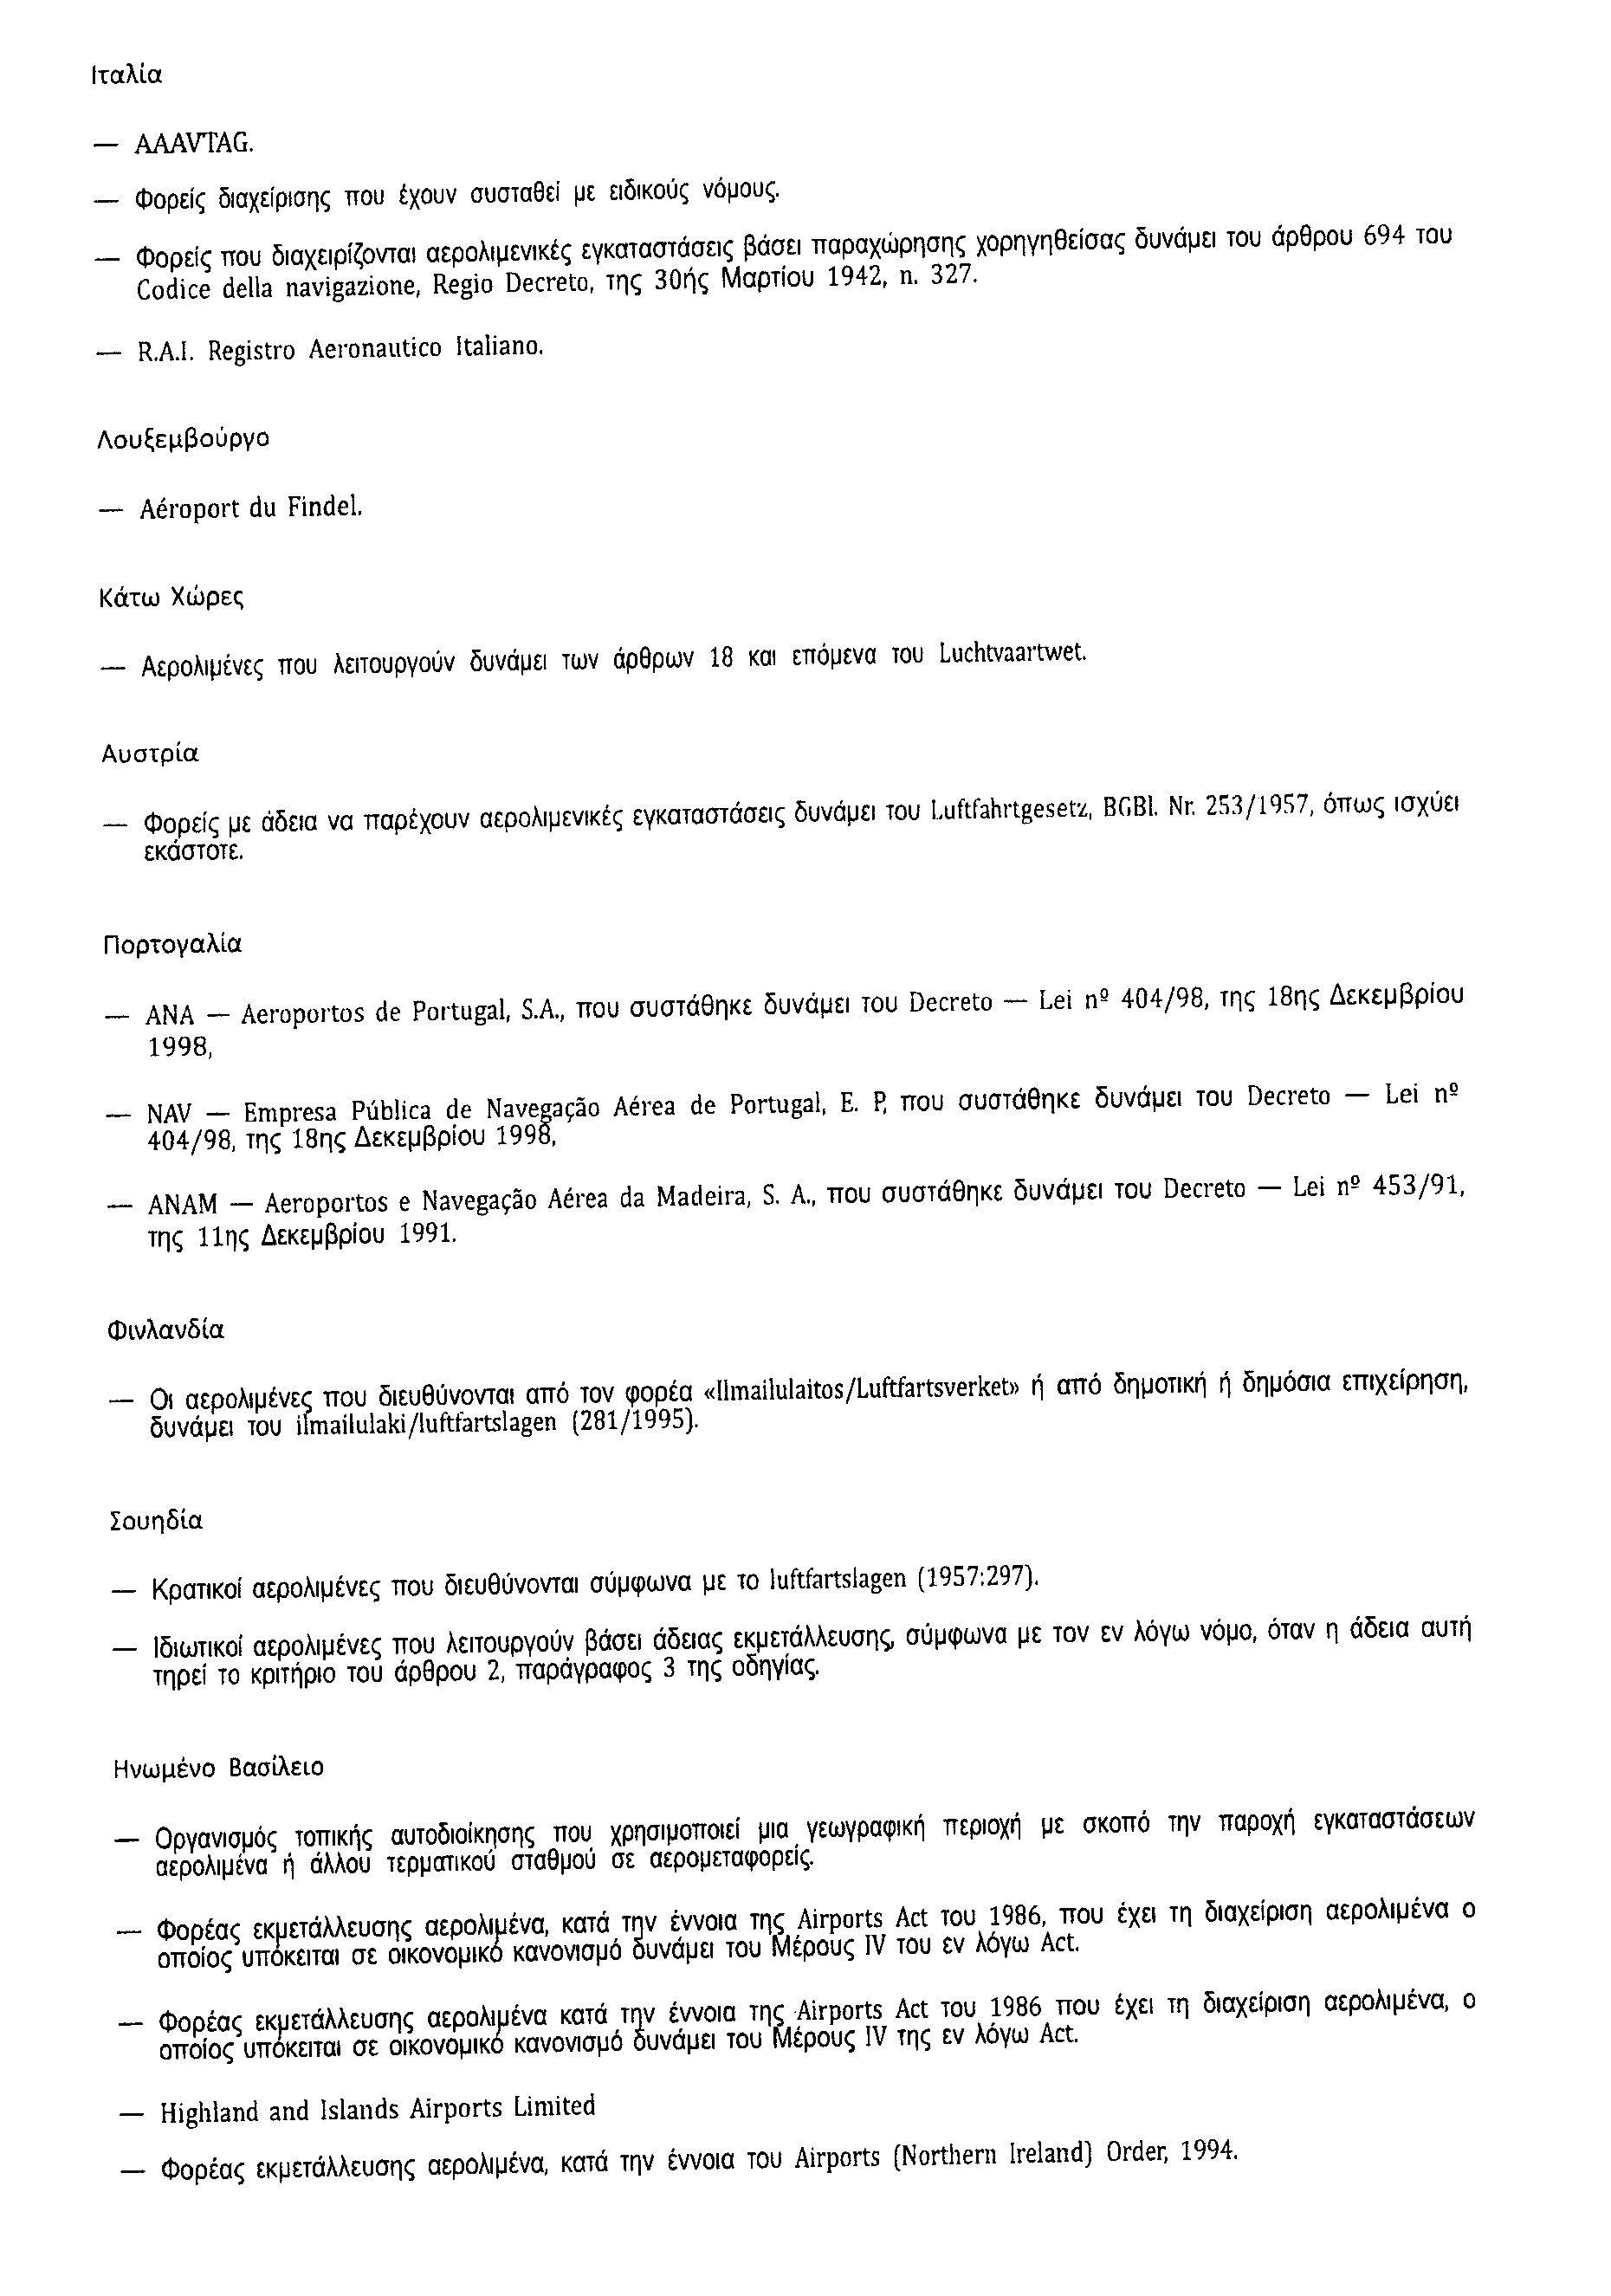 Ιταλία
— AAAVTAG.
— Φορείς διαχείρισης που έχουν συσταθεί με ειδικούς νόμους.
— Φορείς που διαχειρίζονται αερολιμενικές εγκαταστάσεις βάσει παραχώρησης χορηγηθείσας δυνάμει του άρθρου 694 του
Codice della navigazione, Regio Decreto, της 30ής Μαρτίου 1942, n. 327.
— R.A.I. Registro Aeronautico Italiano.
Λουξεμβούργο
— Aéroport du Findel.
Κάτω Χώρες
— Αερολιμένες που λειτουργούν δυνάμει των άρθρων 18 και επόμενα του Luchtvaartwet.
Αυστρία
— Φορείς με άδεια να παρέχουν αερολιμενικές εγκαταστάσεις δυνάμει του Luftfahrtgesetz, BGBl. Nr. 253/1957, όπως ισχύει
εκάστοτε.
Πορτογαλία
— ANA — Aeroportos de Portugal, S.A., που συστάθηκε δυνάμει του Decreto — Lei nº 404/98, της 18ης Δεκεμβρίου
1998,
— NAV — Empresa Pública de Navegação Aérea de Portugal, E. P, που συστάθηκε δυνάμει του Decreto — Lei nº
404/98, της 18ης Δεκεμβρίου 1998,
— ANAM — Aeroportos e Navegação Aérea da Madeira, S. A., που συστάθηκε δυνάμει του Decreto — Lei nº 453/91,
της 11ης Δεκεμβρίου 1991.
Φινλανδία
— Οι αερολιμένες που διευθύνονται από τον φορέα «Ilmailulaitos/Luftfartsverket» ή από δημοτική ή δημόσια επιχείρηση,
δυνάμει του ilmailulaki/luftfartslagen (281/1995).
Σουηδία
— Κρατικοί αερολιμένες που διευθύνονται σύμφωνα με το luftfartslagen (1957:297).
— Ιδιωτικοί αερολιμένες που λειτουργούν βάσει άδειας εκμετάλλευσης, σύμφωνα με τον εν λόγω νόμο, όταν η άδεια αυτή
τηρεί το κριτήριο του άρθρου 2, παράγραφος 3 της οδηγίας.
Ηνωμένο Βασίλειο
— Οργανισμός τοπικής αυτοδιοίκησης που χρησιμοποιεί μια γεωγραφική περιοχή με σκοπό την παροχή εγκαταστάσεων
αερολιμένα ή άλλου τερματικού σταθμού σε αερομεταφορείς.
— Φορέας εκμετάλλευσης αερολιμένα, κατά την έννοια της Airports Act του 1986, που έχει τη διαχείριση αερολιμένα ο
οποίος υπόκειται σε οικονομικό κανονισμό δυνάμει του Μέρους IV του εν λόγω Act.
— Φορέας εκμετάλλευσης αερολιμένα κατά την έννοια της Airports Act του 1986 που έχει τη διαχείριση αερολιμένα, ο
οποίος υπόκειται σε οικονομικό κανονισμό δυνάμει του Μέρους IV της εν λόγω Act.
— Highland and Islands Airports Limited
— Φορέας εκμετάλλευσης αερολιμένα, κατά την έννοια του Airports (Northern Ireland) Order, 1994.